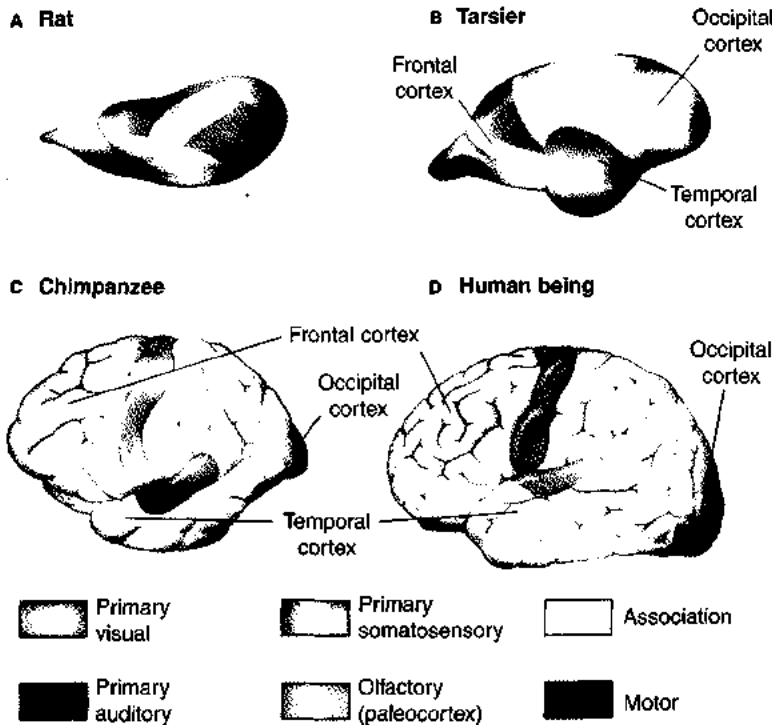 A Rat
B Tarsier
Occipital
cortex
Frontal
cortex
Temporal
cortex
C Chimpanzee
D Human being
Frontal cortex
Occipital
cortex
Occipital
cortex
Temporal
cortex
Primary
visual
Primary
somatosensory
Association
Primary
auditory
Olfactory
(paleocortex)
Motor